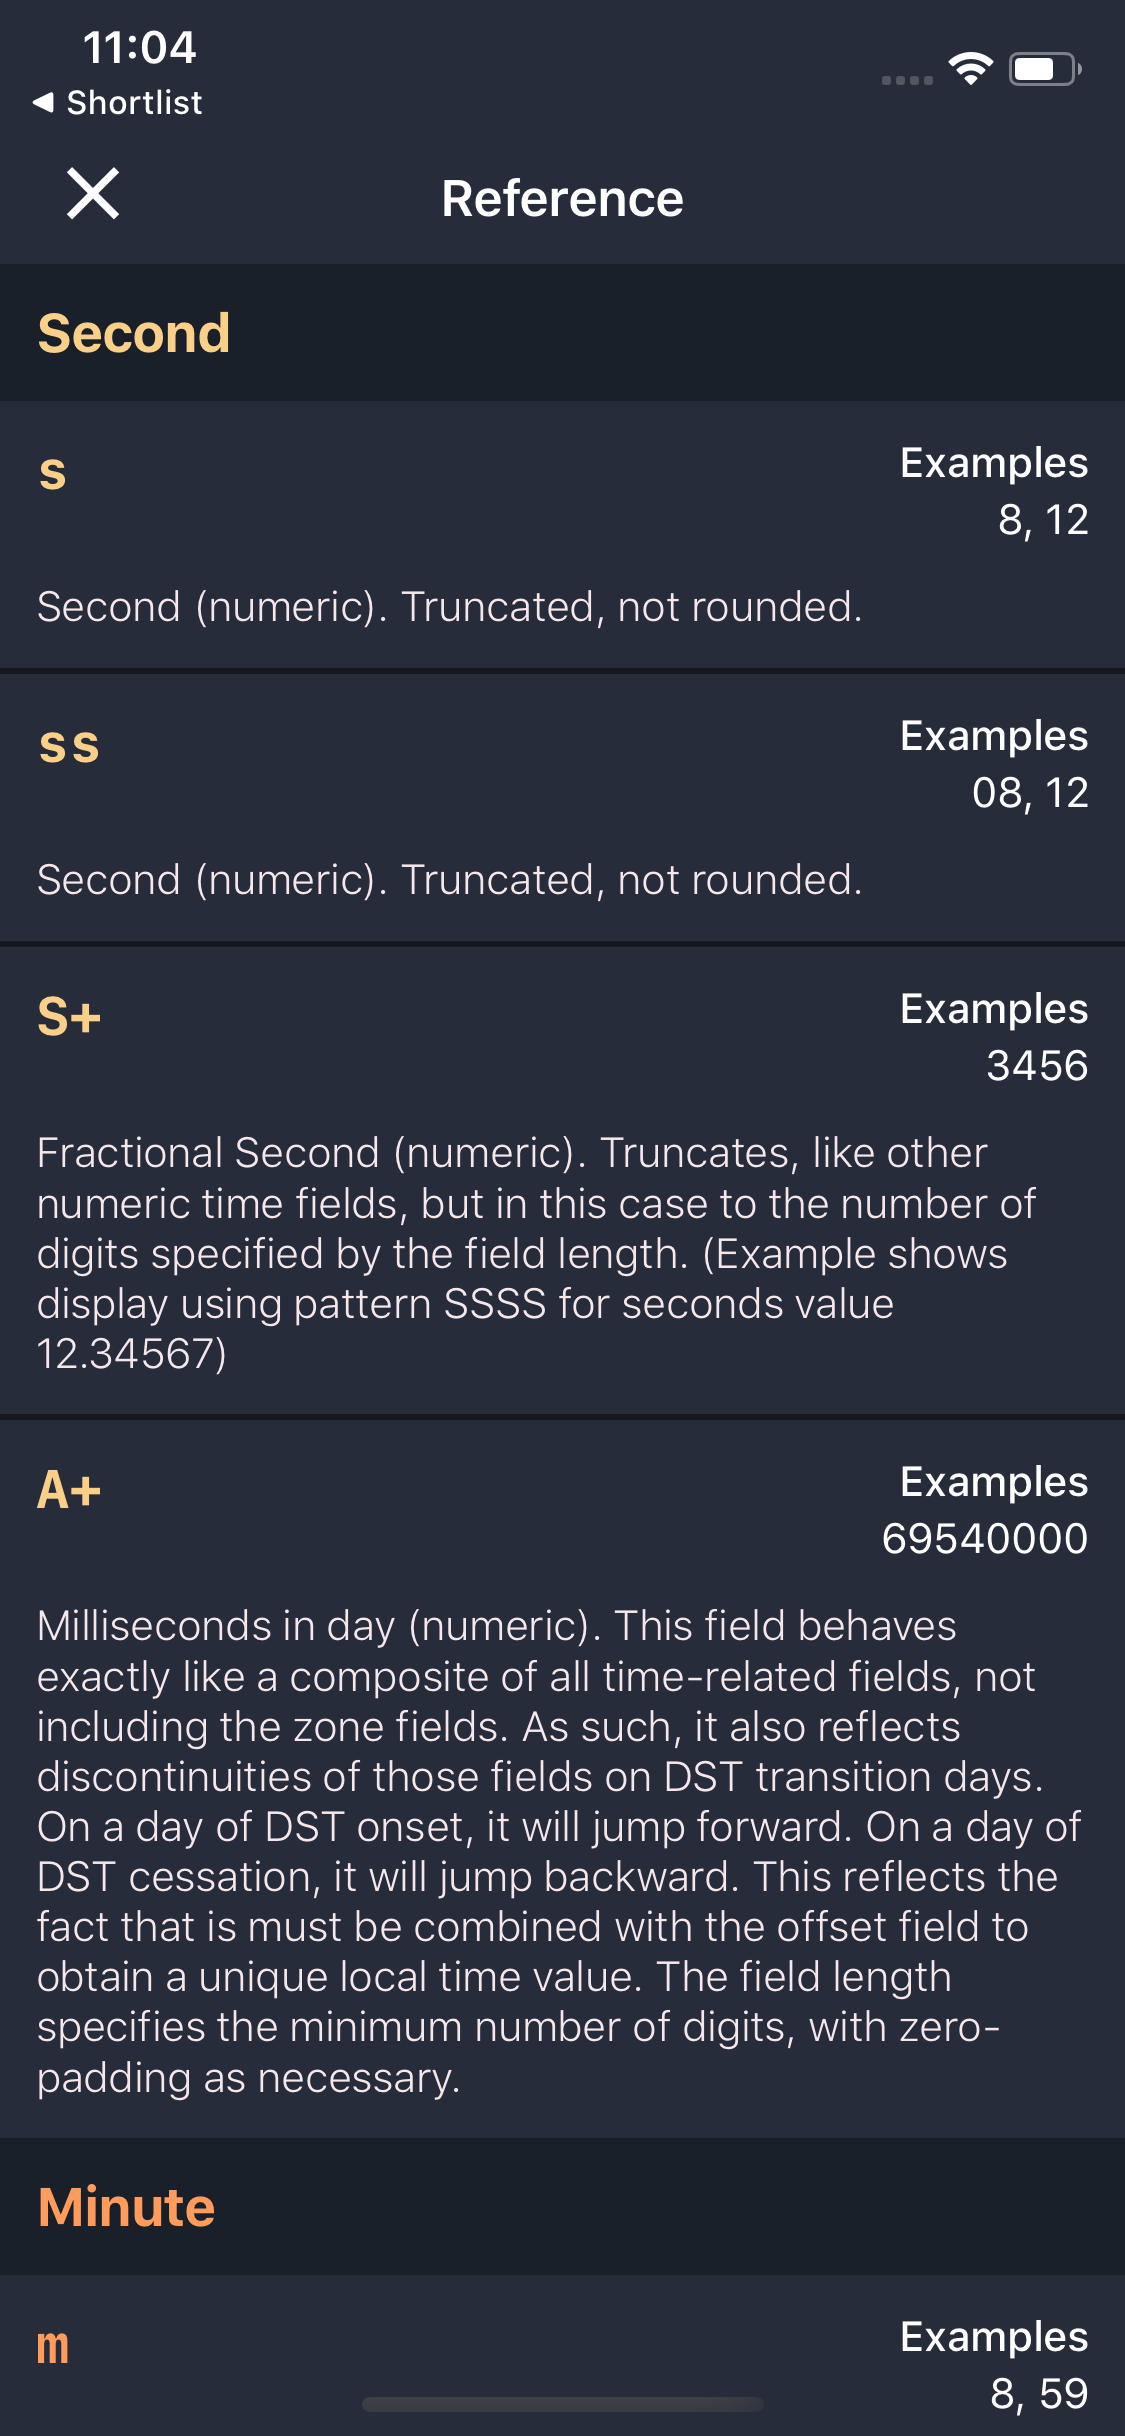 11:04
◀ Shortlist
Reference
Second
s
Examples
8, 12
Second (numeric). Truncated, not rounded.
ss
Examples
08, 12
Second (numeric). Truncated, not rounded.
S+
Examples
3456
Fractional Second (numeric). Truncates, like other
numeric time fields, but in this case to the number of
digits specified by the field length. (Example shows
display using pattern SSSS for seconds value
12.34567)
A+
Examples
69540000
Milliseconds in day (numeric). This field behaves
exactly like a composite of all time-related fields, not
including the zone fields. As such, it also reflects
discontinuities of those fields on DST transition days.
On a day of DST onset, it will jump forward. On a day of
DST cessation, it will jump backward. This reflects the
fact that is must be combined with the offset field to
obtain a unique local time value. The field length
specifies the minimum number of digits, with zero-
padding as necessary.
Minute
m
Examples
8, 59